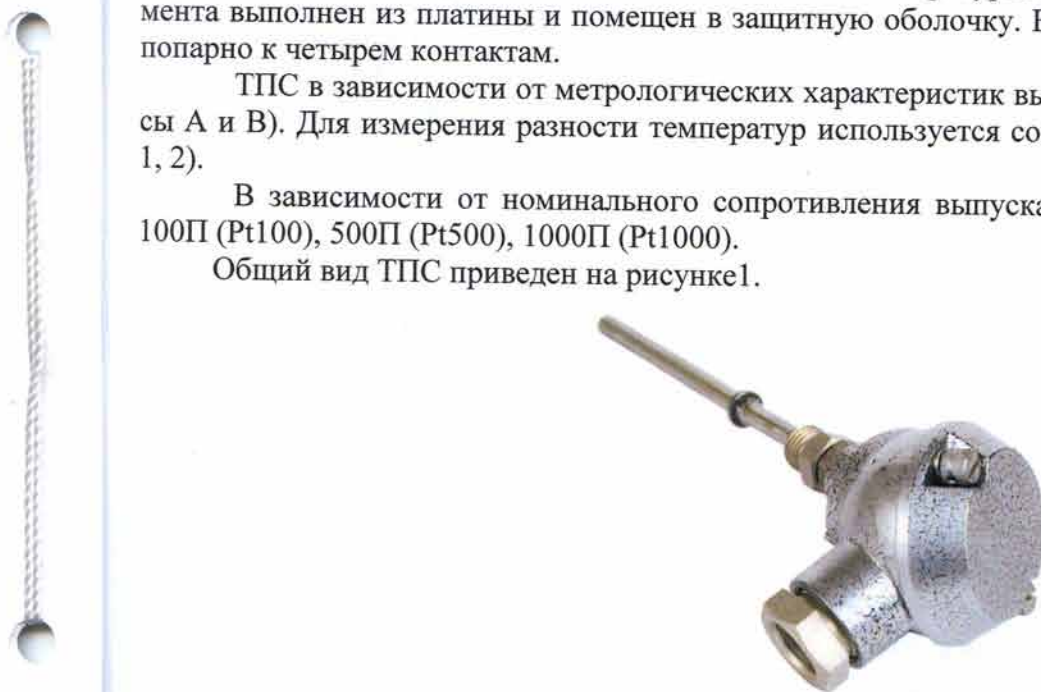 мента выполнен из платины и помещен в защитную оболочку. В
попарно к четырем контактам.
ТПС в зависимости от метрологических характеристик вы-
сы А и В). Для измерения разности температур используется со-
1, 2).
В зависимости от номинального сопротивления выпуска
100П (Pt100), 500П (Pt500), 1000П (Pt1000).
Общий вид ТПС приведен на рисунке1.